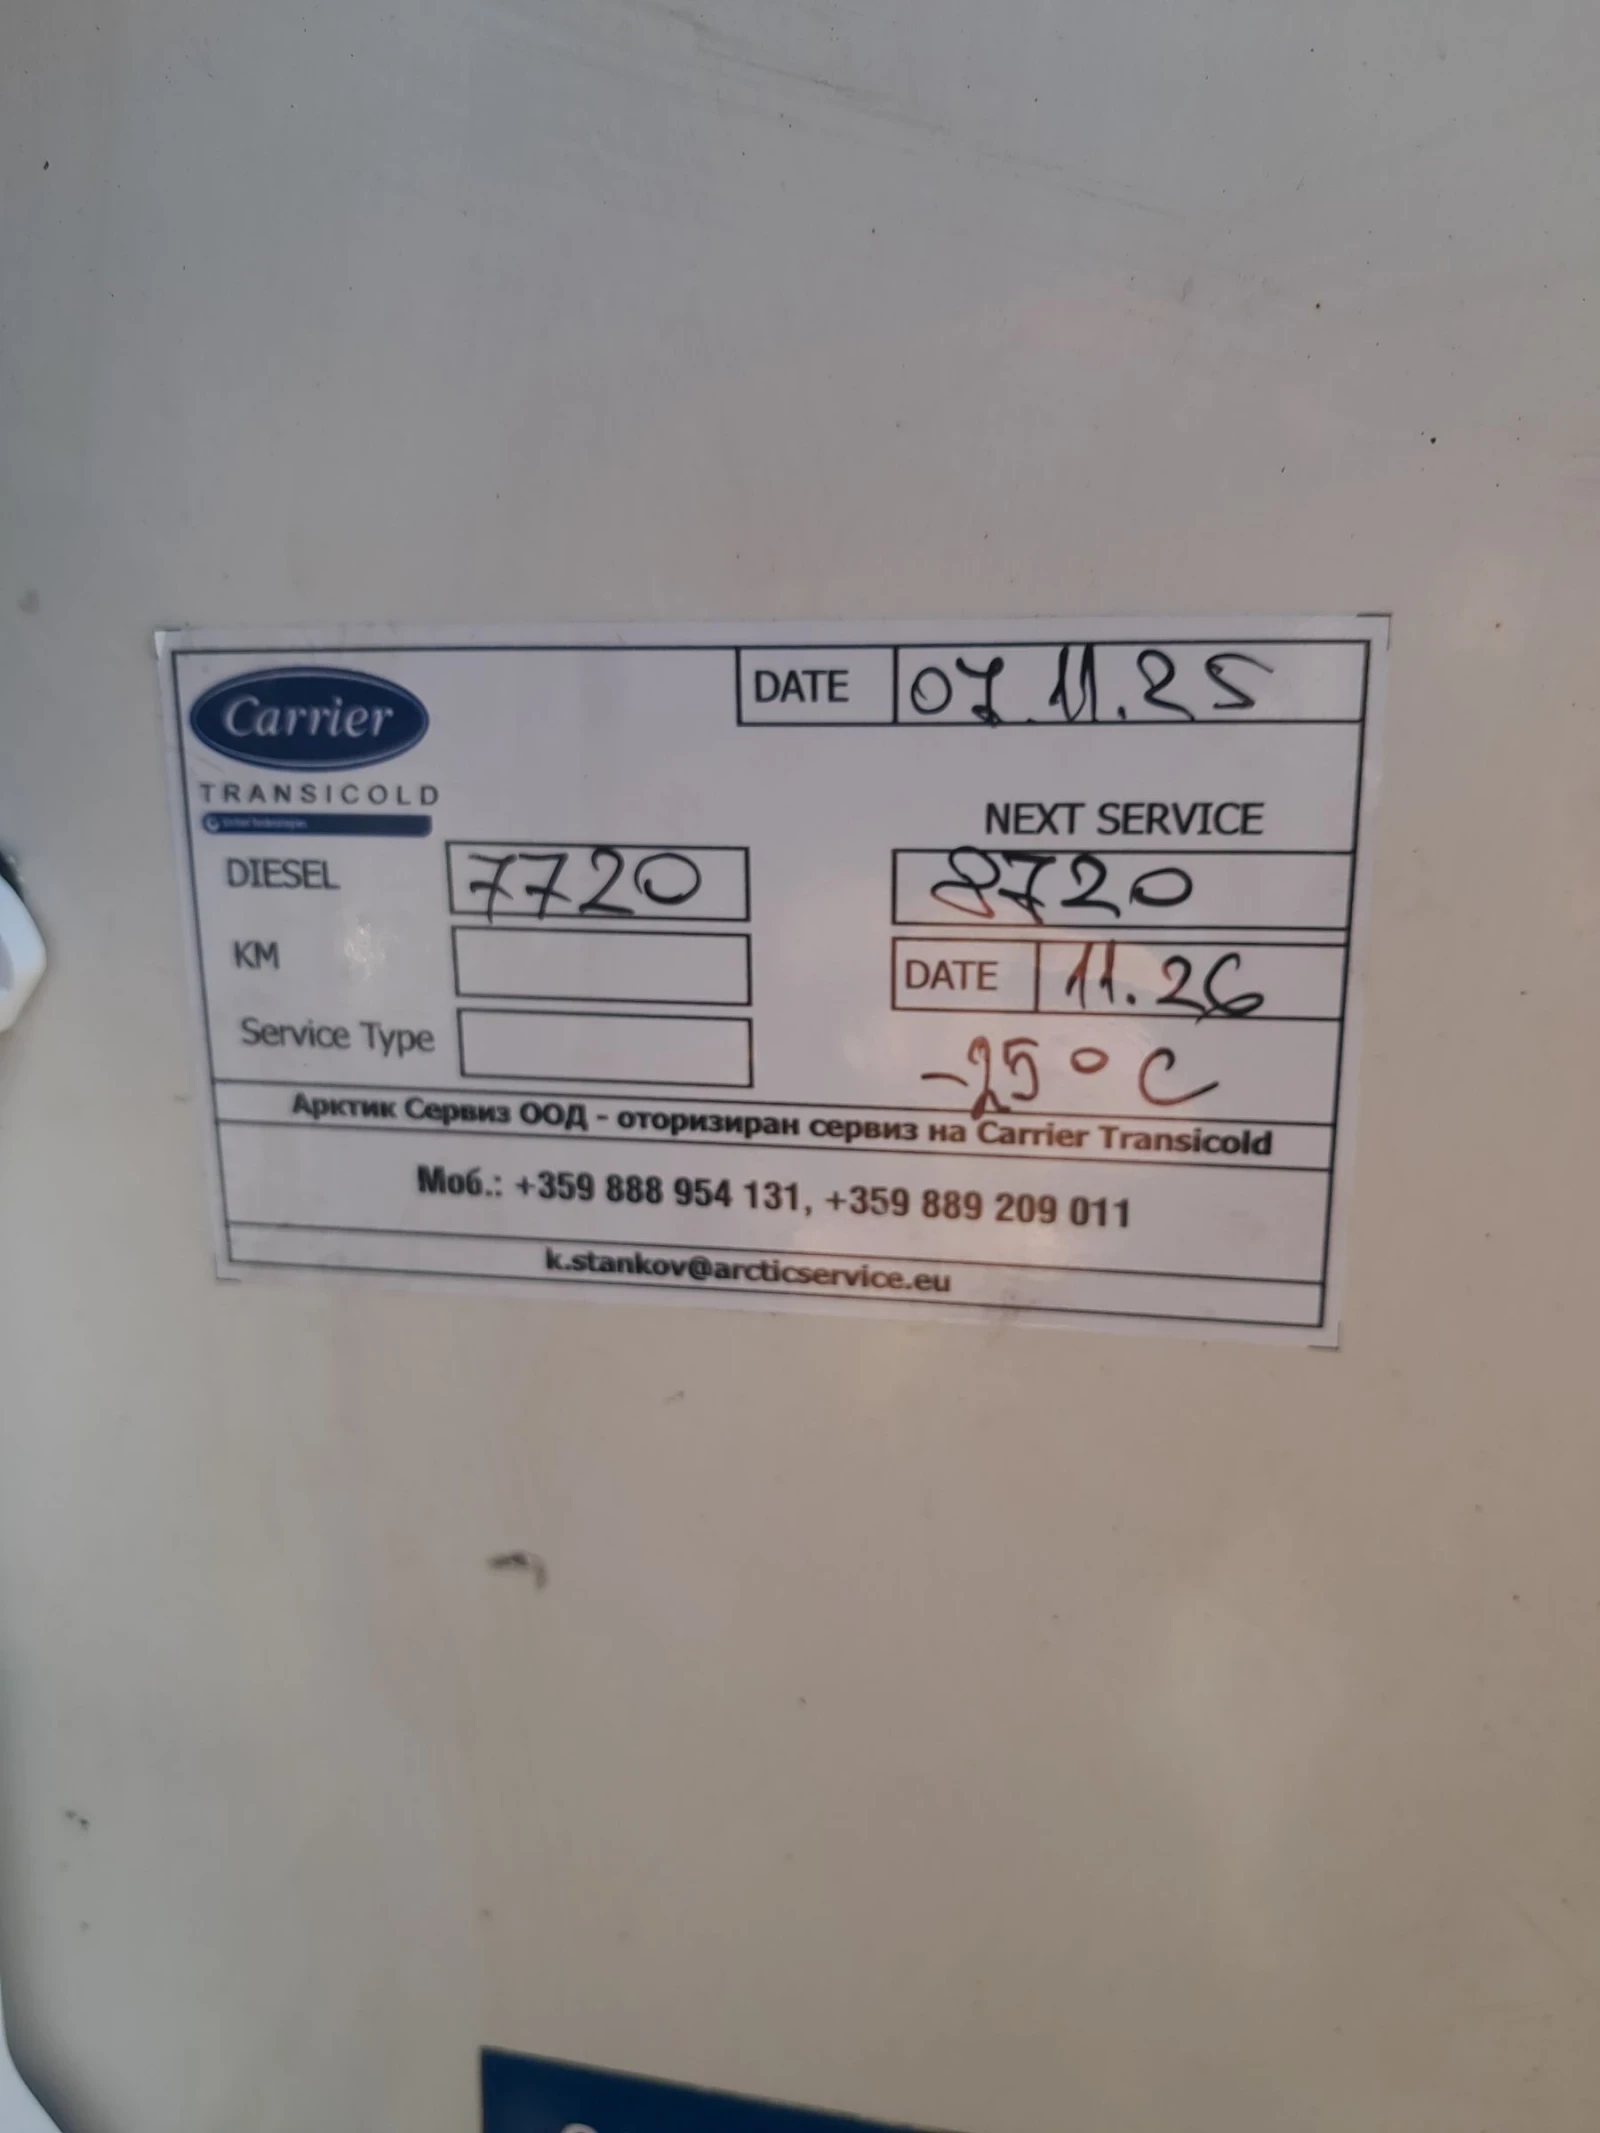 Carrier
TRANSICOLD
DATE 07.11.25
NEXT SERVICE
DIESEL 7720 8720
KM
DATE 11.26
Service Type
-25°C
Арктик Сервиз ООД - оторизиран сервиз на Carrier Transicold
Моб.: +359 888 954 131, +359 889 209 011
k.stankov@arcticservice.eu